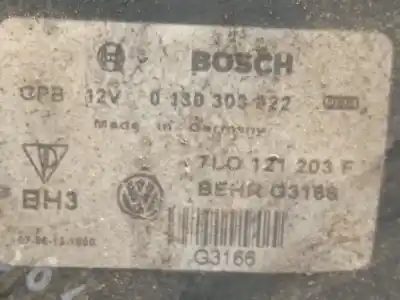 BOSCH
GPB 12V 0 130 303 922
Made in Germany
7L0 121 203 F
BH3 BEHR G3166
G3166